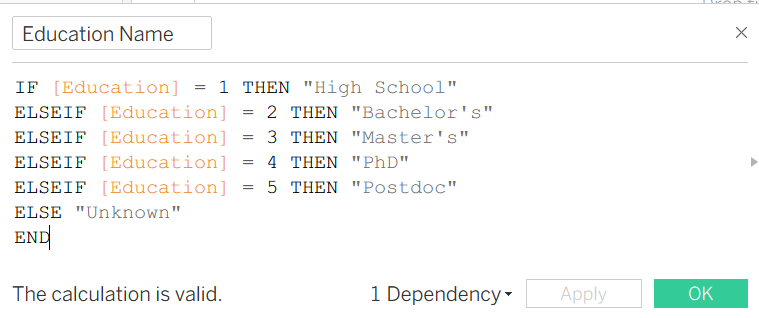 Education Name
IF [Education] = 1 THEN "High School"
ELSEIF [Education] = 2 THEN "Bachelor's"
ELSEIF [Education] = 3 THEN "Master's"
ELSEIF [Education] = 4 THEN "PhD"
ELSEIF [Education] = 5 THEN "Postdoc"
ELSE "Unknown"
END
The calculation is valid. 1 Dependency Apply OK